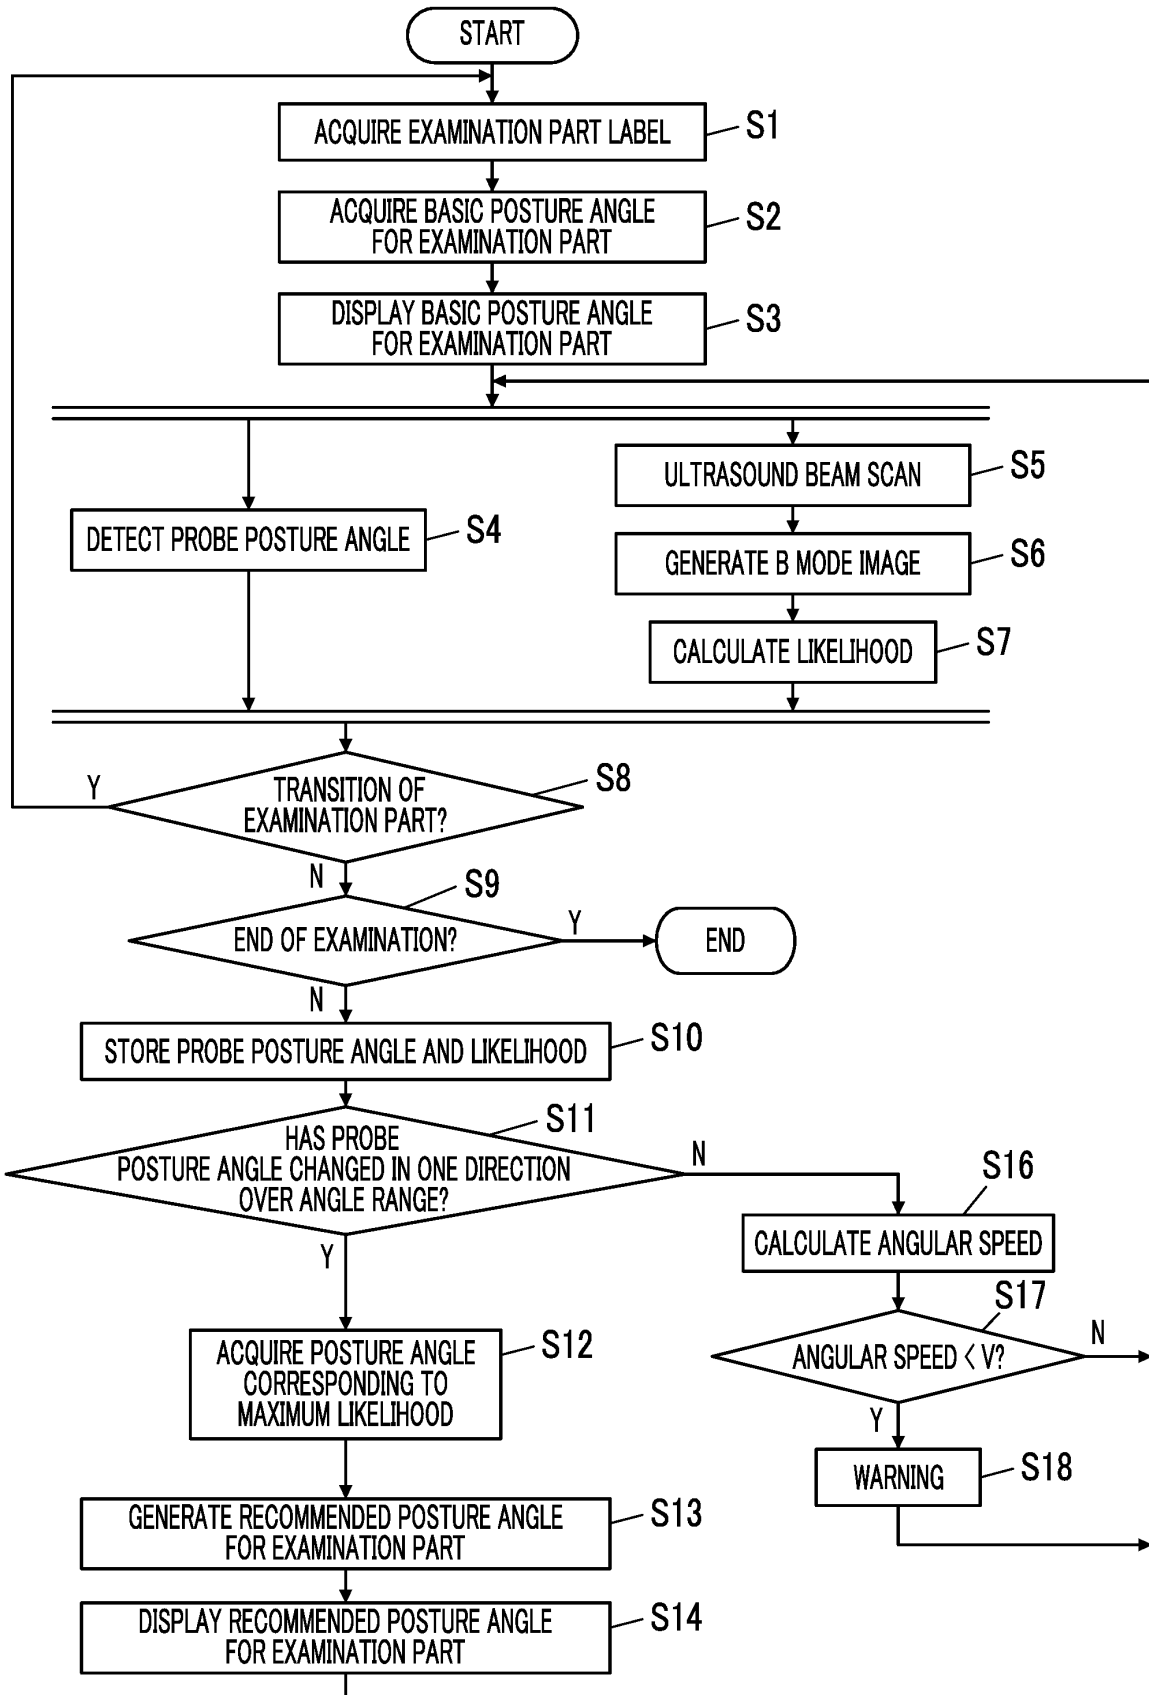 START
ACQUIRE EXAMINATION PART LABEL
S1
ACQUIRE BASIC POSTURE ANGLE
FOR EXAMINATION PART
S2
DISPLAY BASIC POSTURE ANGLE
FOR EXAMINATION PART
S3
DETECT PROBE POSTURE ANGLE
S4
ULTRASOUND BEAM SCAN
S5
GENERATE B MODE IMAGE
S6
CALCULATE LIKELIHOOD
S7
TRANSITION OF
EXAMINATION PART?
S8
Y
N
END OF EXAMINATION?
S9
Y
END
N
STORE PROBE POSTURE ANGLE AND LIKELIHOOD
S10
HAS PROBE
POSTURE ANGLE CHANGED IN ONE DIRECTION
OVER ANGLE RANGE?
S11
N
Y
CALCULATE ANGULAR SPEED
S16
ANGULAR SPEED < V?
S17
N
Y
WARNING
S18
ACQUIRE POSTURE ANGLE
CORRESPONDING TO
MAXIMUM LIKELIHOOD
S12
GENERATE RECOMMENDED POSTURE ANGLE
FOR EXAMINATION PART
S13
DISPLAY RECOMMENDED POSTURE ANGLE
FOR EXAMINATION PART
S14